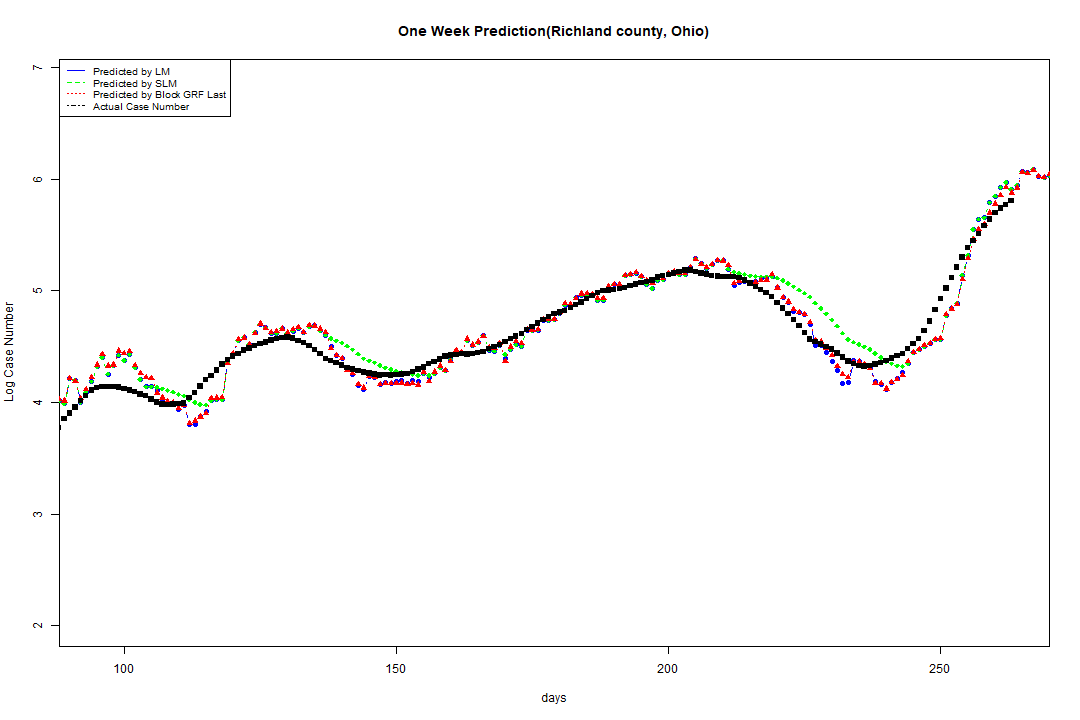 One Week Prediction(Richland county, Ohio)
Predicted by LM
Predicted by SLM
Predicted by Block GRF Last
Actual Case Number
Log Case Number
7
6
5
4
3
2
100 150 200 250
days